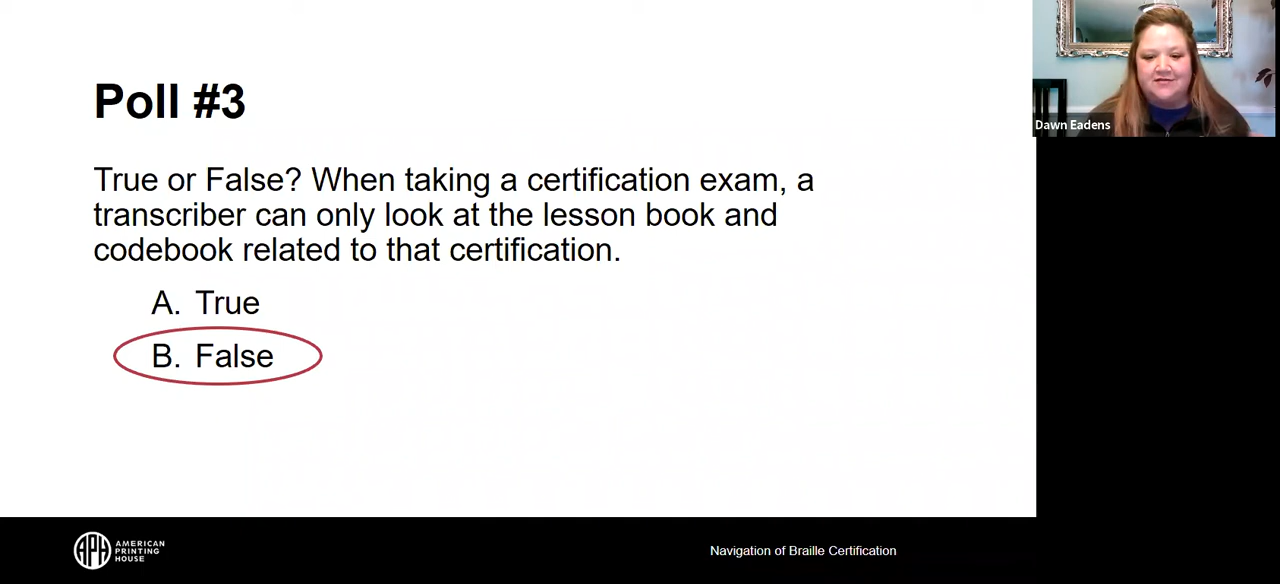 Poll #3
True or False? When taking a certification exam, a
transcriber can only look at the lesson book and
codebook related to that certification.
A. True
B. False
Dawn Eadens
APH
AMERICAN
PRINTING
HOUSE
Navigation of Braille Certification